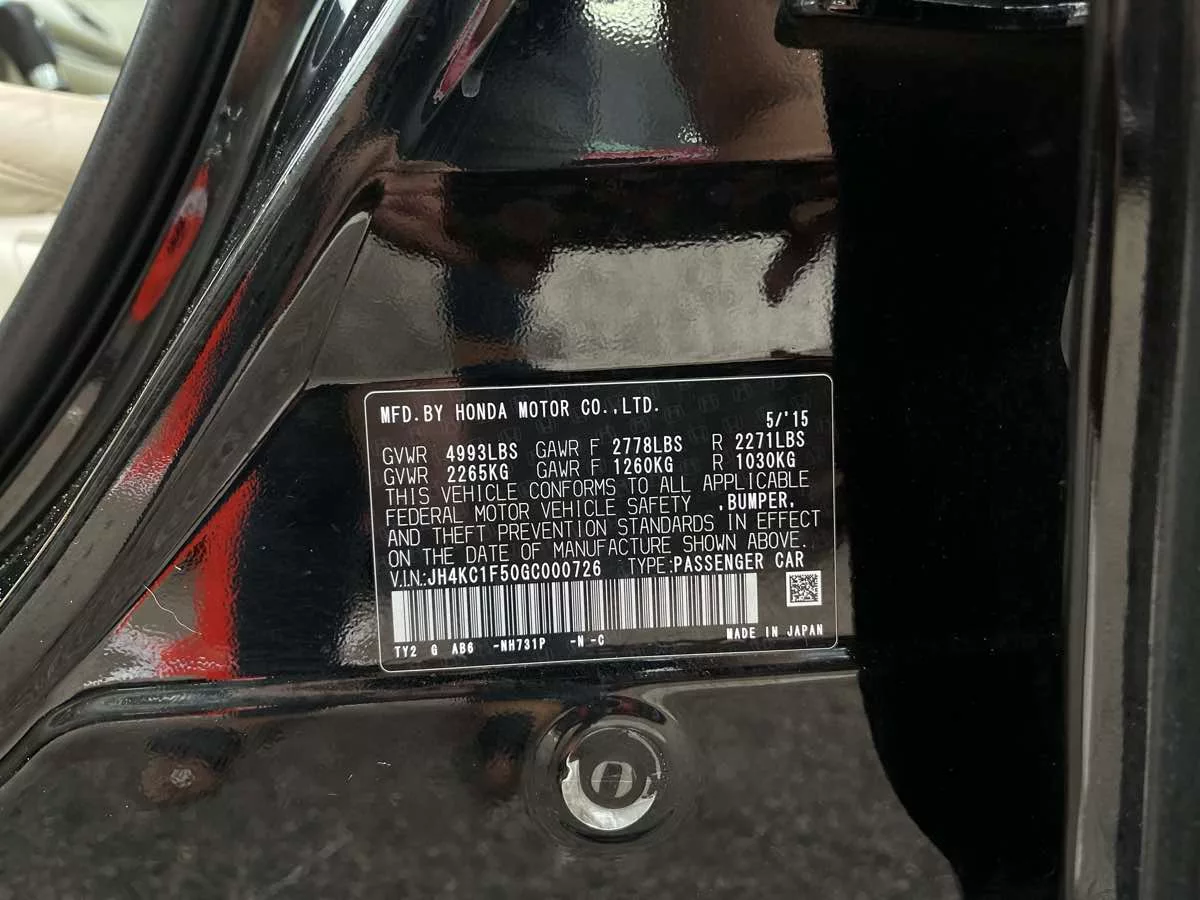 MFD.BY HONDA MOTOR CO.,LTD.
5/'15
GVWR 4993LBS GAWR F 2778LBS R 2271LBS
GVWR 2265KG GAWR F 1260KG R 1030KG
THIS VEHICLE CONFORMS TO ALL APPLICABLE
FEDERAL MOTOR VEHICLE SAFETY ,BUMPER,
AND THEFT PREVENTION STANDARDS IN EFFECT
ON THE DATE OF MANUFACTURE SHOWN ABOVE.
V.I.N:JH4KC1F50GC000726 TYPE:PASSENGER CAR
MADE IN JAPAN
TY2 G AB6 -NH731P -N -C